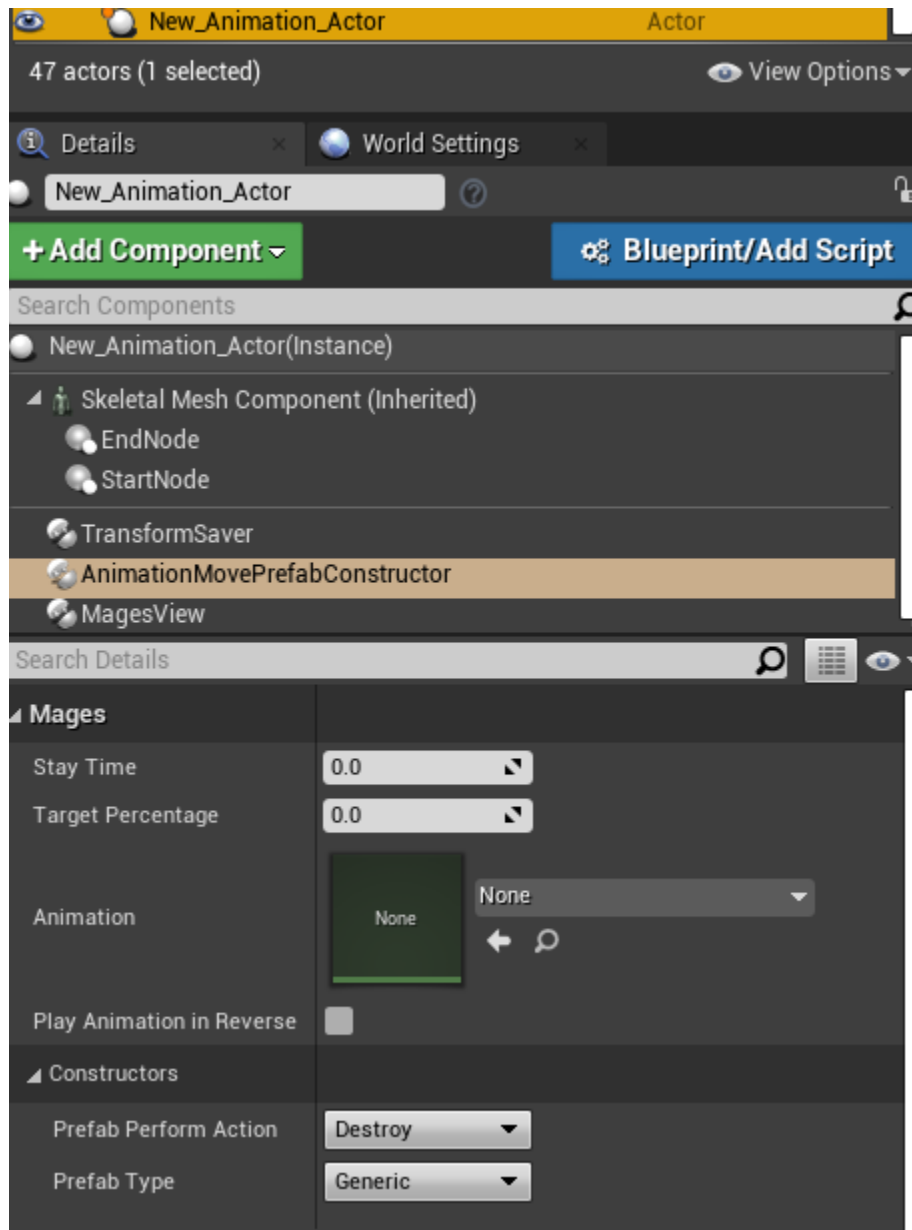 New_Animation_Actor Actor
47 actors (1 selected) View Options
Details World Settings
New_Animation_Actor
+Add Component Blueprint/Add Script
Search Components
New_Animation_Actor(Instance)
Skeletal Mesh Component (Inherited)
EndNode
StartNode
TransformSaver
AnimationMovePrefabConstructor
MagesView
Search Details
Mages
Stay Time 0.0
Target Percentage 0.0
Animation None None
Play Animation in Reverse
Constructors
Prefab Perform Action Destroy
Prefab Type Generic